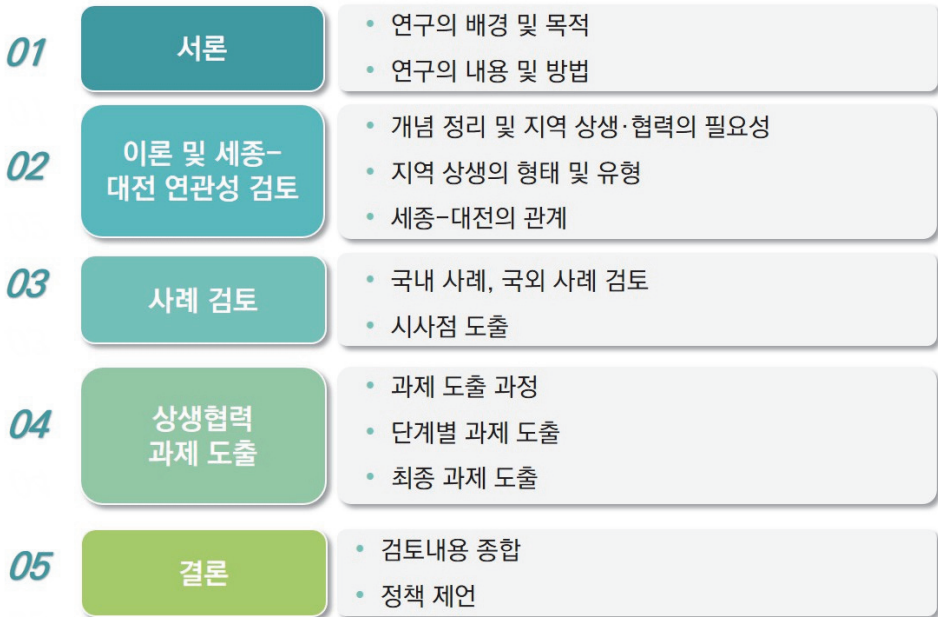 01
서론
• 연구의 배경 및 목적
• 연구의 내용 및 방법
02
이론 및 세종-
대전 연관성 검토
• 개념 정리 및 지역 상생·협력의 필요성
• 지역 상생의 형태 및 유형
• 세종-대전의 관계
03
사례 검토
• 국내 사례, 국외 사례 검토
• 시사점 도출
04
상생협력
과제 도출
• 과제 도출 과정
• 단계별 과제 도출
• 최종 과제 도출
05
결론
• 검토내용 종합
• 정책 제언